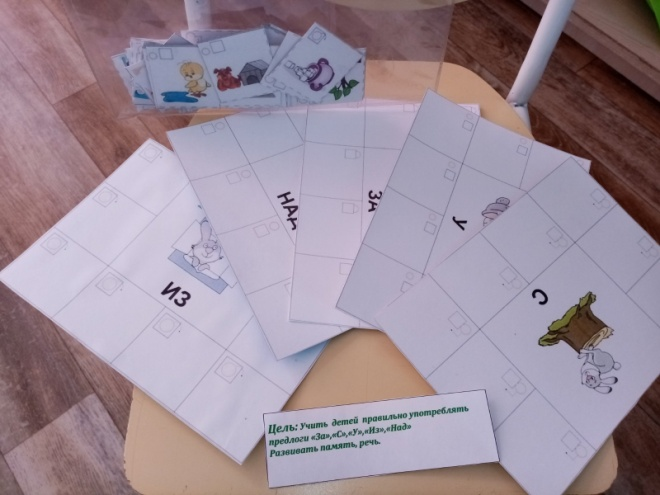 НАД
ЗА
У
ИЗ
С
Цель: Учить детей правильно употреблять
предлоги «За»,«С»,«У»,«Из»,«Над»
Развивать память, речь.